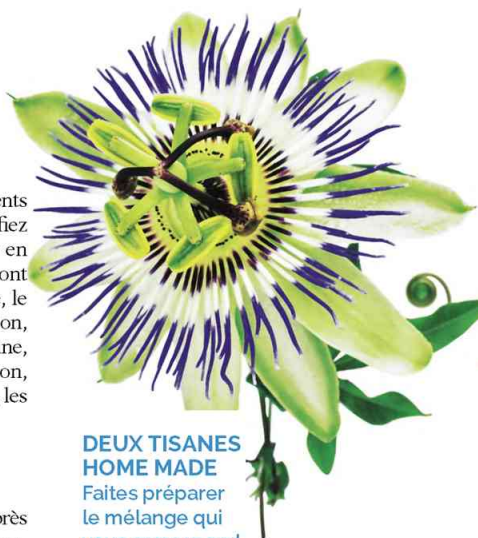 ents
fiez
en
ont
, le
on,
ne,
on,
les
DEUX TISANES
HOME MADE
Faites préparer
le mélange qui
près